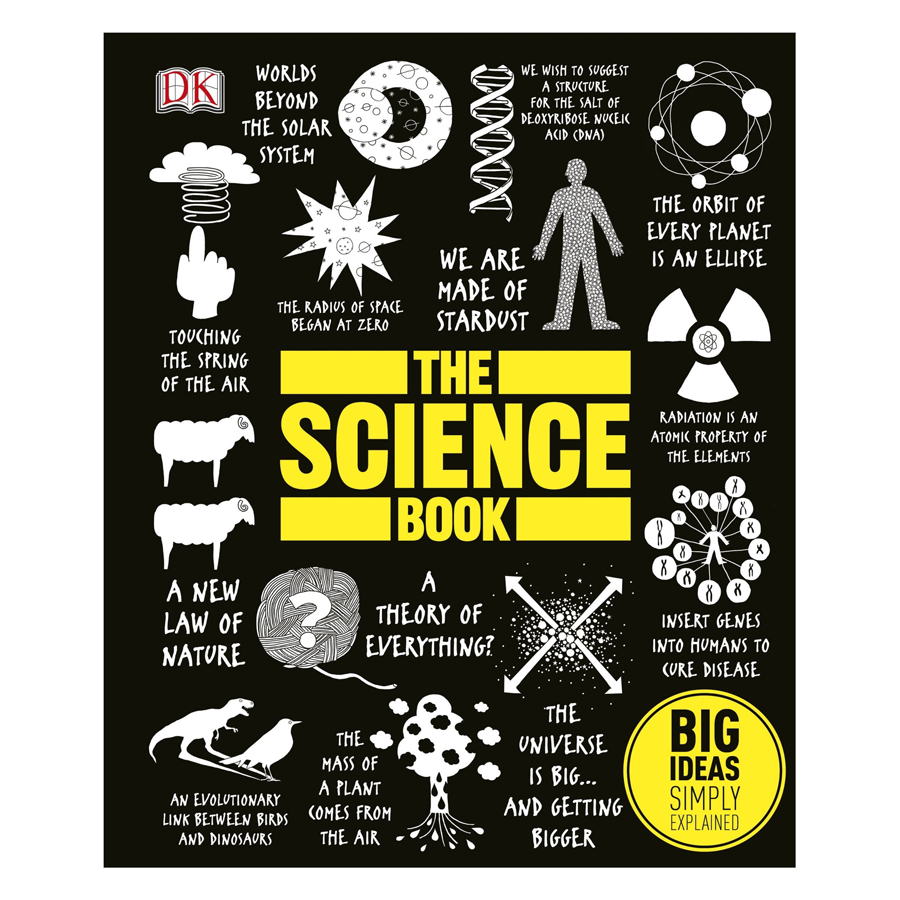 DK
WORLDS
BEYOND
THE SOLAR
SYSTEM
WE WISH TO SUGGEST
A STRUCTURE
FOR THE SALT OF
DEOXYRIBOSE NUCEIC
ACID (DNA)
THE ORBIT OF
EVERY PLANET
IS AN ELLIPSE
WE ARE
MADE OF
STARDUST
THE RADIUS OF SPACE
BEGAN AT ZERO
TOUCHING
THE SPRING
OF THE AIR
THE
SCIENCE
BOOK
RADIATION IS AN
ATOMIC PROPERTY OF
THE ELEMENTS
A NEW
LAW OF
NATURE
?
A
THEORY OF
EVERYTHING?
INSERT GENES
INTO HUMANS TO
CURE DISEASE
AN EVOLUTIONARY
LINK BETWEEN BIRDS
AND DINOSAURS
THE
MASS OF
A PLANT
COMES FROM
THE AIR
THE
UNIVERSE
IS BIG...
AND GETTING
BIGGER
BIG
IDEAS
SIMPLY
EXPLAINED